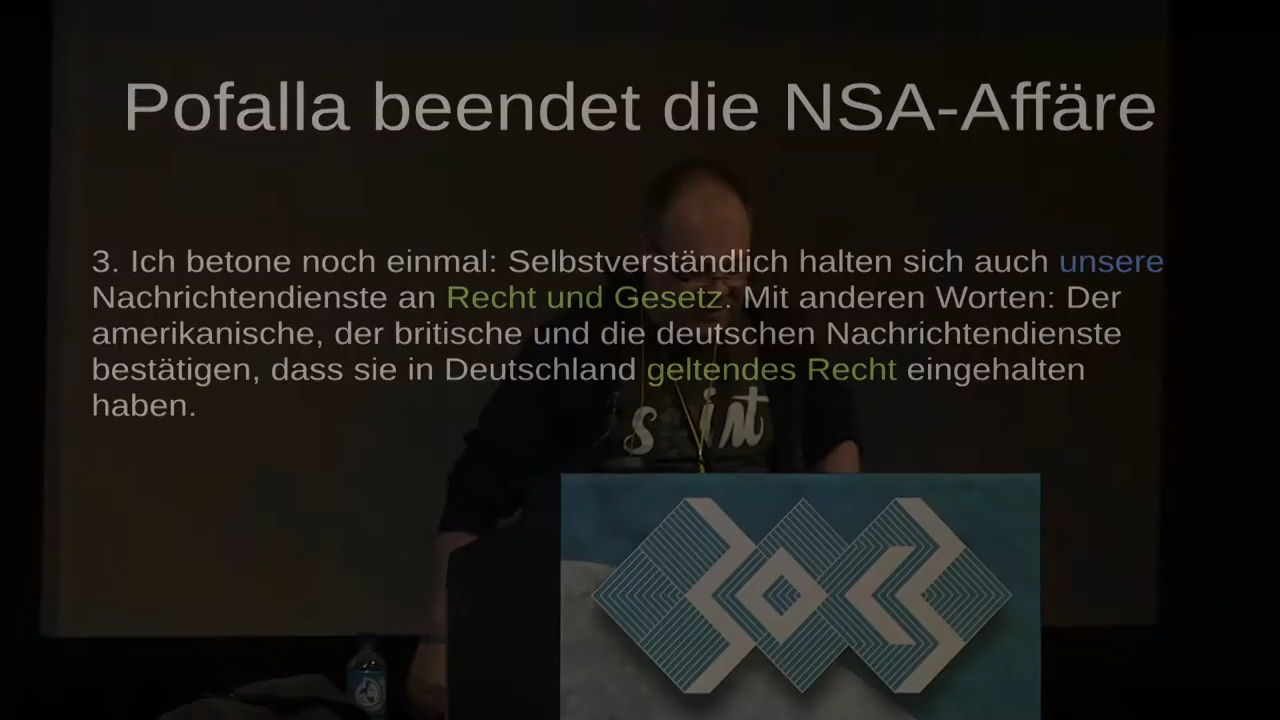 Pofalla beendet die NSA-Affäre
3. Ich betone noch einmal: Selbstverständlich halten sich auch unsere
Nachrichtendienste an Recht und Gesetz. Mit anderen Worten: Der
amerikanische, der britische und die deutschen Nachrichtendienste
bestätigen, dass sie in Deutschland geltendes Recht eingehalten
haben.